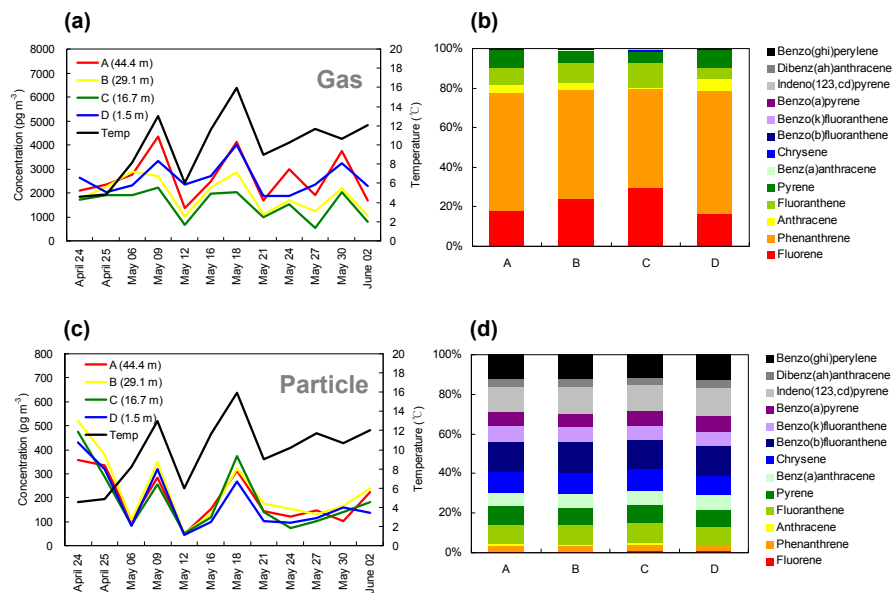 (a)
8000
7000
6000
5000
4000
3000
2000
1000
0
Concentration (pg m-3)
A (44.4 m)
B (29.1 m)
C (16.7 m)
D (1.5 m)
Temp
Gas
20
18
16
14
12
10
8
6
4
2
0
Temperature (℃)
April 24
April 25
May 06
May 09
May 12
May 16
May 18
May 21
May 24
May 27
May 30
June 02
(b)
100%
80%
60%
40%
20%
0%
A
B
C
D
Benzo(ghi)perylene
Dibenz(ah)anthracene
Indeno(123,cd)pyrene
Benzo(a)pyrene
Benzo(k)fluoranthene
Benzo(b)fluoranthene
Chrysene
Benz(a)anthracene
Pyrene
Fluoranthene
Anthracene
Phenanthrene
Fluorene
(c)
800
700
600
500
400
300
200
100
0
Concentration (pg m-3)
A (44.4 m)
B (29.1 m)
C (16.7 m)
D (1.5 m)
Temp
Particle
20
18
16
14
12
10
8
6
4
2
0
Temperature (℃)
April 24
April 25
May 06
May 09
May 12
May 16
May 18
May 21
May 24
May 27
May 30
June 02
(d)
100%
80%
60%
40%
20%
0%
A
B
C
D
Benzo(ghi)perylene
Dibenz(ah)anthracene
Indeno(123,cd)pyrene
Benzo(a)pyrene
Benzo(k)fluoranthene
Benzo(b)fluoranthene
Chrysene
Benz(a)anthracene
Pyrene
Fluoranthene
Anthracene
Phenanthrene
Fluorene